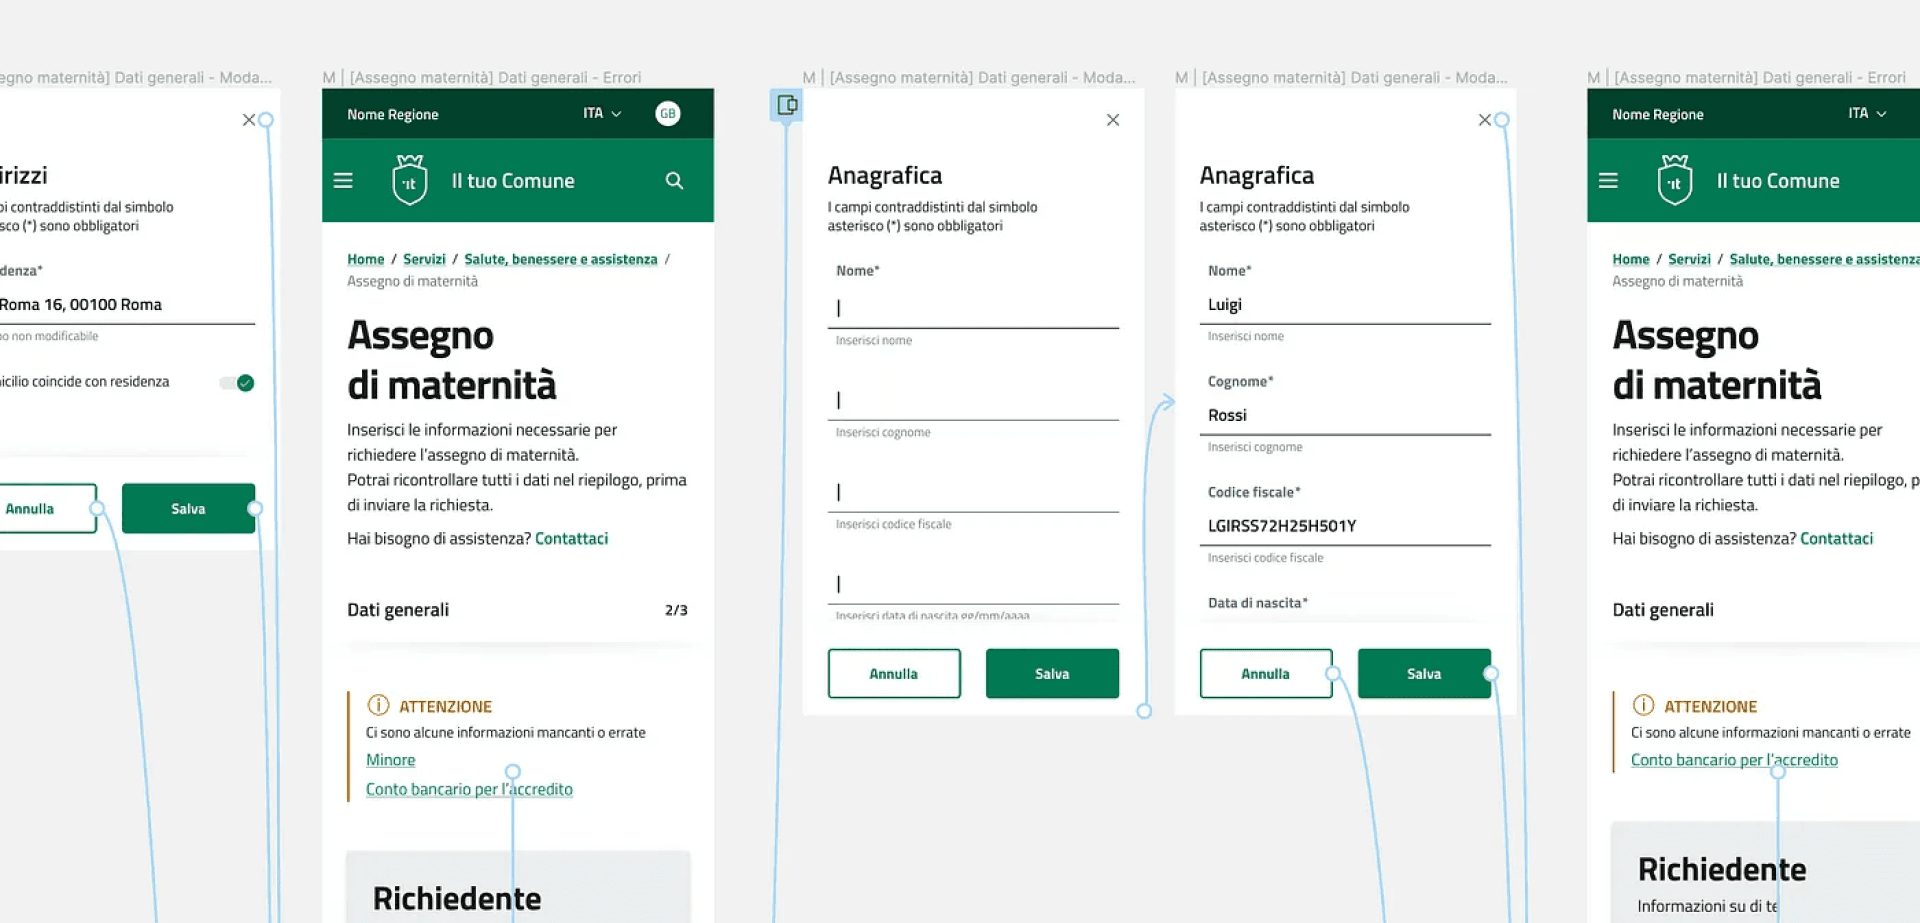 egno maternità] Dati generali - Moda...
irizzi
pi contraddistinti dal simbolo
sco (*) sono obbligatori
denza*
Roma 16, 00100 Roma
po non modificabile
icilio coincide con residenza
Annulla
Salva
M | [Assegno maternità] Dati generali - Errori
Nome Regione
ITA
GB
.it
Il tuo Comune
Home / Servizi / Salute, benessere e assistenza /
Assegno di maternità
Assegno
di maternità
Inserisci le informazioni necessarie per
richiedere l'assegno di maternità.
Potrai ricontrollare tutti i dati nel riepilogo, prima
di inviare la richiesta.
Hai bisogno di assistenza? Contattaci
Dati generali
2/3
ATTENZIONE
Ci sono alcune informazioni mancanti o errate
Minore
Conto bancario per l'accredito
Richiedente
M | [Assegno maternità] Dati generali - Moda...
Anagrafica
I campi contraddistinti dal simbolo
asterisco (*) sono obbligatori
Nome*
Inserisci nome
Inserisci cognome
Inserisci codice fiscale
Inserisci data di nascita gg/mm/aaaa
Annulla
Salva
M | [Assegno maternità] Dati generali - Moda...
Anagrafica
I campi contraddistinti dal simbolo
asterisco (*) sono obbligatori
Nome*
Luigi
Inserisci nome
Cognome*
Rossi
Inserisci cognome
Codice fiscale*
LGIRSS72H25H501Y
Inserisci codice fiscale
Data di nascita*
Annulla
Salva
M | [Assegno maternità] Dati generali - Errori
Nome Regione
ITA
.it
Il tuo Comune
Home / Servizi / Salute, benessere e assistenza
Assegno di maternità
Assegno
di maternità
Inserisci le informazioni necessarie per
richiedere l'assegno di maternità.
Potrai ricontrollare tutti i dati nel riepilogo, p
di inviare la richiesta.
Hai bisogno di assistenza? Contattaci
Dati generali
ATTENZIONE
Ci sono alcune informazioni mancanti o errate
Conto bancario per l'accredito
Richiedente
Informazioni su di te